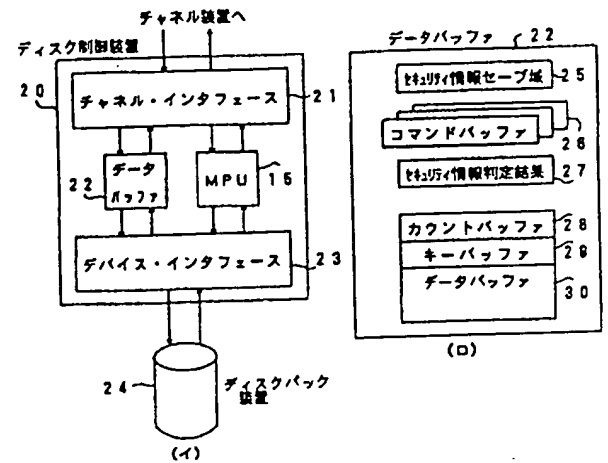 チャネル装置へ
ディスク制御装置
20
チャネル・インタフェース
21
データ
バッファ
22
MPU
15
デバイス・インタフェース
23
24
ディスクパック
装置
(イ)
データバッファ
22
セキュリティ情報セーブ域
25
コマンドバッファ
26
セキュリティ情報判定結果
27
カウントバッファ
28
キーバッファ
29
データバッファ
30
(ロ)